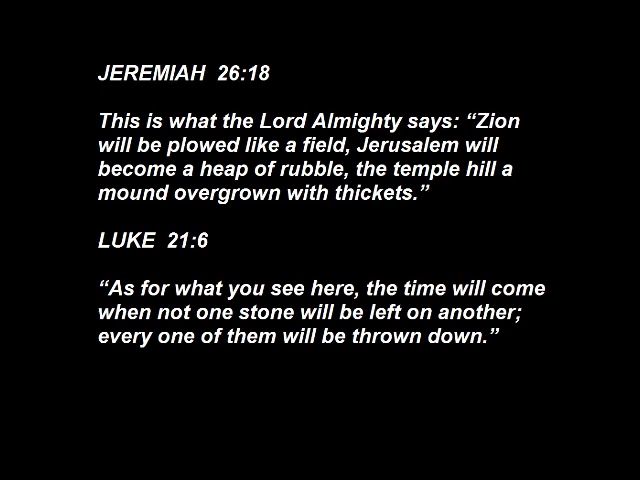 JEREMIAH  26:18
This is what the Lord Almighty says: “Zion
will be plowed like a field, Jerusalem will
become a heap of rubble, the temple hill a
mound overgrown with thickets.”
LUKE  21:6
“As for what you see here, the time will come
when not one stone will be left on another;
every one of them will be thrown down.”